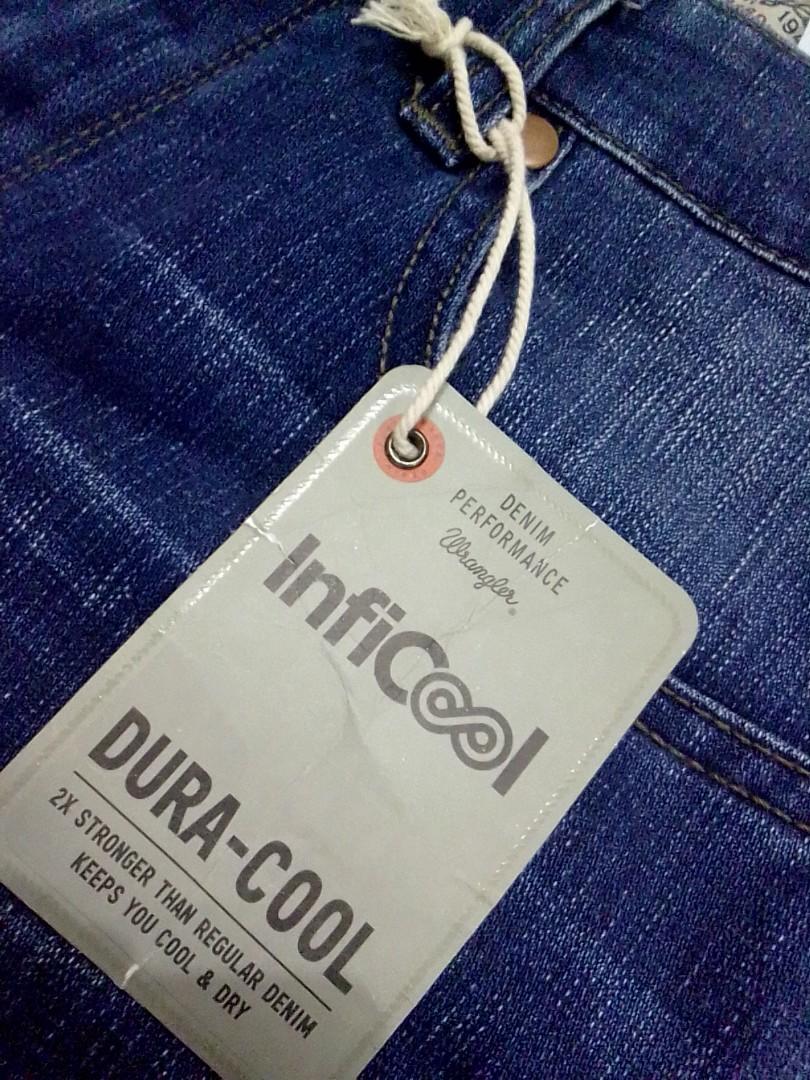 DENIM
PERFORMANCE
Wrangler®
InfiCool
DURA-COOL
2X STRONGER THAN REGULAR DENIM
KEEPS YOU COOL & DRY